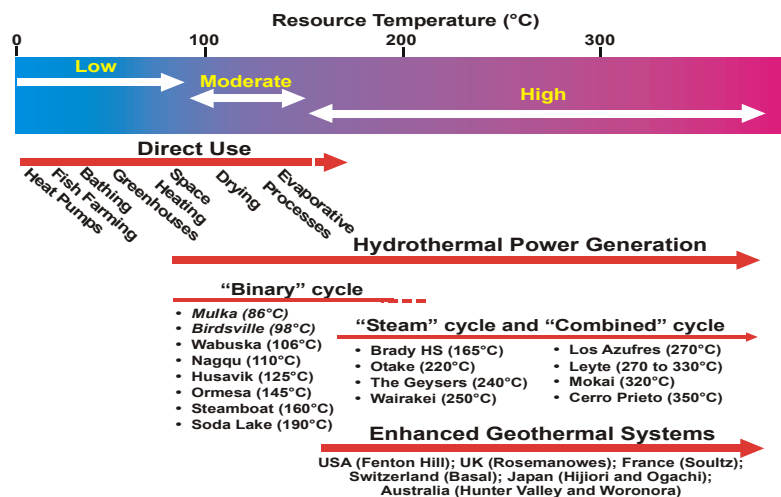 Resource Temperature (°C)
0 100 200 300
Low
Moderate
High
Direct Use
Heat Pumps
Fish Farming
Bathing
Greenhouses
Space
Heating
Drying
Evaporative
Processes
Hydrothermal Power Generation
“Binary” cycle
• Mulka (86°C)
• Birdsville (98°C)
• Wabuska (106°C)
• Nagqu (110°C)
• Husavik (125°C)
• Ormesa (145°C)
• Steamboat (160°C)
• Soda Lake (190°C)
“Steam” cycle and “Combined” cycle
• Brady HS (165°C)
• Otake (220°C)
• The Geysers (240°C)
• Wairakei (250°C)
• Los Azufres (270°C)
• Leyte (270 to 330°C)
• Mokai (320°C)
• Cerro Prieto (350°C)
Enhanced Geothermal Systems
USA (Fenton Hill); UK (Rosemanowes); France (Soultz);
Switzerland (Basal); Japan (Hijiori and Ogachi);
Australia (Hunter Valley and Woronora)